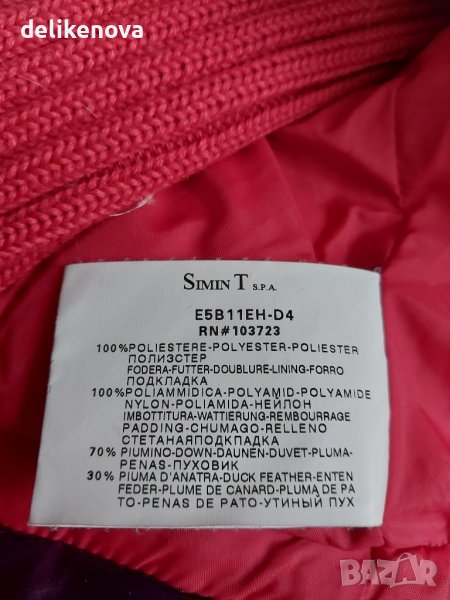 delikenova
SIMIN T S.P.A.
E5B11EH-D4
RN#103723
100%POLIESTERE-POLYESTER-POLIESTER
ПОЛИЗСТЕР
FODERA-FUTTER-DOUBLURE-LINING-FORRO
ПОДКЛАДКА
100%POLIAMMIDICA-POLYAMID-POLYAMIDE
NYLON-POLIAMIDA-НЕЙЛОН
IMBOTTITURA-WATTIERUNG-REMBOURRAGE
PADDING-CHUMAGO-RELLENO
СТЕТАНАЯПОДКЛАДКА
70% PIUMINO-DOWN-DAUNEN-DUVET-PLUMA-
PENAS-ПУХОВИК
30% PIUMA D'ANATRA-DUCK FEATHER-ENTEN
FEDER-PLUME DE CANARD-PLUMA DE PA
TO-PENAS DE PATO-УТИНЫЙ ПУХ
BAZAR